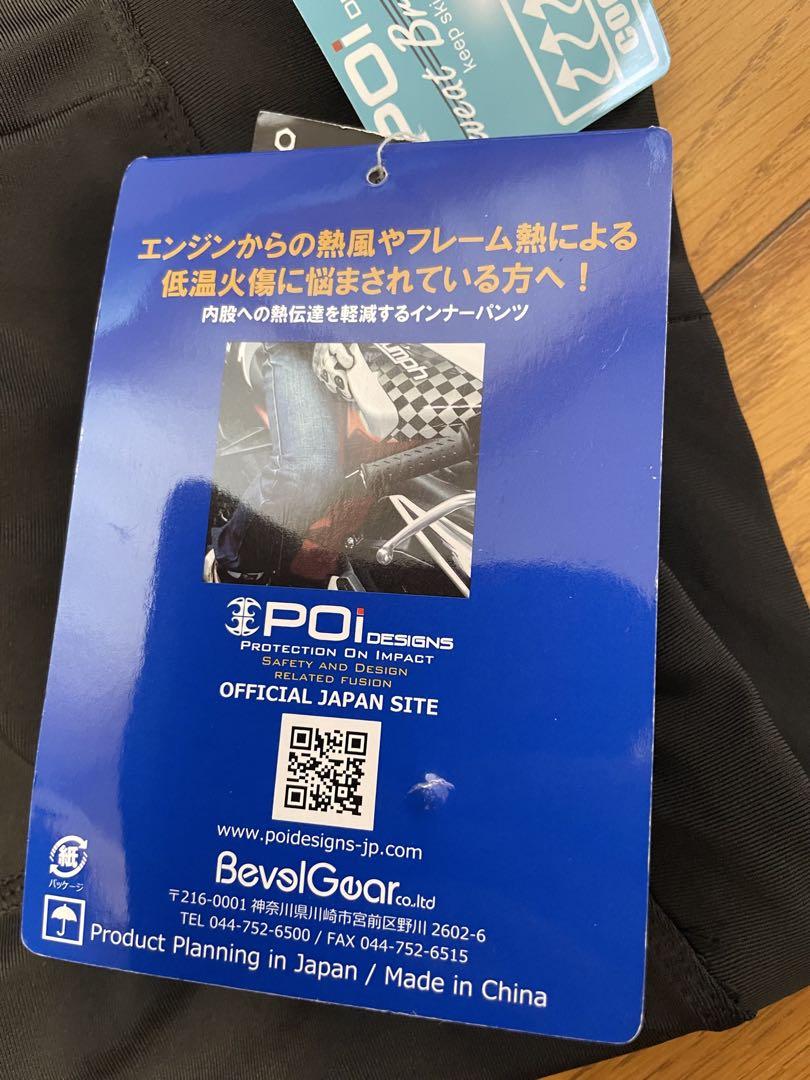 POi
keep ski
COO
エンジンからの熱風やフレーム熱による
低温火傷に悩まされている方へ！
内股への熱伝達を軽減するインナーパンツ
umph
POi DESIGNS
PROTECTION ON IMPACT
SAFETY AND DESIGN
RELATED FUSION
OFFICIAL JAPAN SITE
www.poidesigns-jp.com
BevelGear co.,ltd
〒216-0001 神奈川県川崎市宮前区野川 2602-6
TEL 044-752-6500 / FAX 044-752-6515
紙
パッケージ
Product Planning in Japan / Made in China